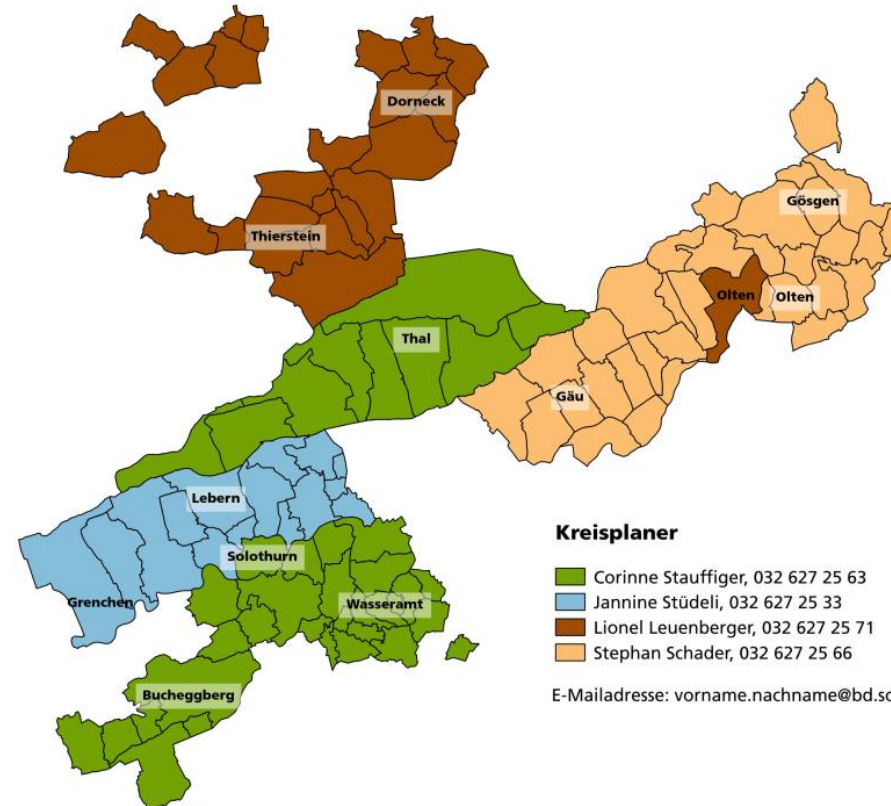 Dorneck
Gösgen
Thierstein
Olten
Olten
Thal
Gäu
Lebern
Solothurn
Grenchen
Wasseramt
Bucheggberg
Kreisplaner
Corinne Stauffiger, 032 627 25 63
Jannine Stüdeli, 032 627 25 33
Lionel Leuenberger, 032 627 25 71
Stephan Schader, 032 627 25 66
E-Mailadresse: vorname.nachname@bd.so